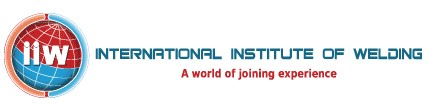 iiw
INTERNATIONAL INSTITUTE OF WELDING
A world of joining experience